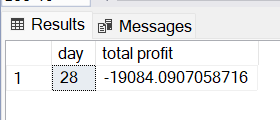 Results Messages
day total profit
1 28 -19084.0907058716